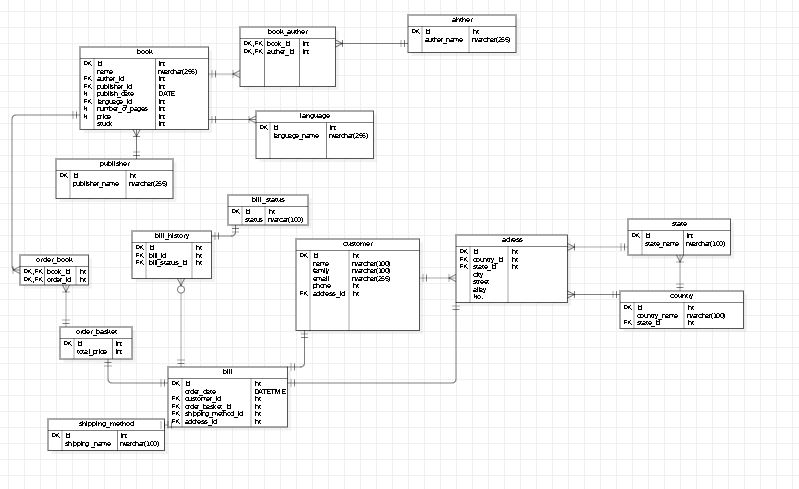 book
DK id int
name nvarchar(255)
FK auther_id int
FK publisher_id int
N publish_date DATE
FK language_id int
N number_of_pages int
N price int
stuck int
book_auther
DK,FK book_id int
DK,FK auther_id int
auther
DK id int
auther_name nvarchar(255)
language
DK id int
language_name nvarchar(255)
publisher
DK id int
publisher_name nvarchar(255)
bill_status
DK id int
status nvarcar(100)
bill_history
DK id int
FK bill_id int
FK bill_status_id int
customer
DK id int
name nvarchar(100)
family nvarchar(100)
email nvarchar(255)
phone int
FK address_id int
adress
DK id int
FK country_id int
FK state_id int
city
street
alley
No.
state
DK id int
state_name nvarchar(100)
country
DK id int
country_name nvarchar(100)
FK state_id int
order_book
DK,FK book_id int
DK,FK order_id int
order_basket
DK id int
total_price int
bill
DK id int
order_date DATETIME
FK customer_id int
FK order_basket_id int
FK shipping_method_id int
FK address_id int
shipping_method
DK id int
shipping_name nvarchar(100)